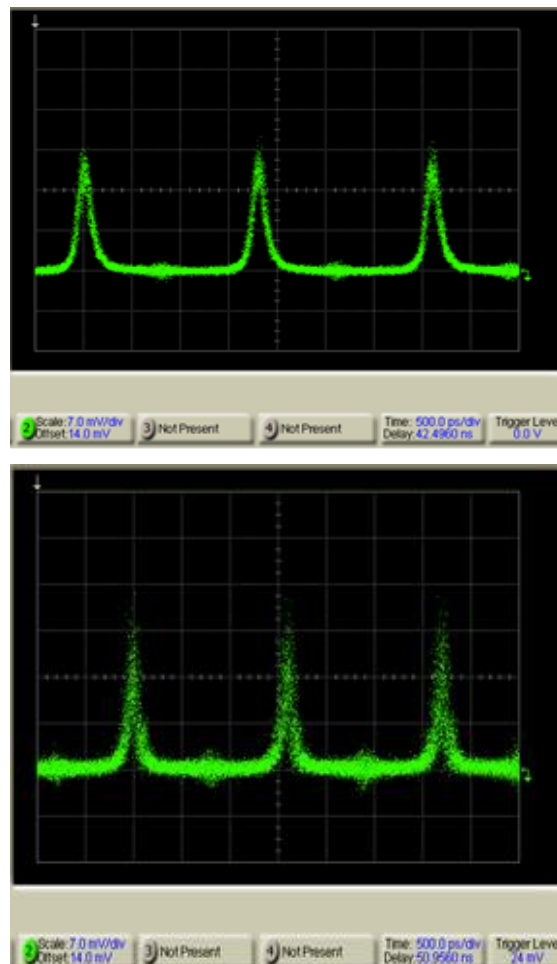 2 Scale:7.0 mV/div
Offset:14.0 mV
3 Not Present
4 Not Present
Time: 500.0 ps/div
Delay:42.4960 ns
Trigger Leve
0.0 V
2 Scale:7.0 mV/div
Offset:14.0 mV
3 Not Present
4 Not Present
Time: 500.0 ps/div
Delay:50.9560 ns
Trigger Leve
24 mV